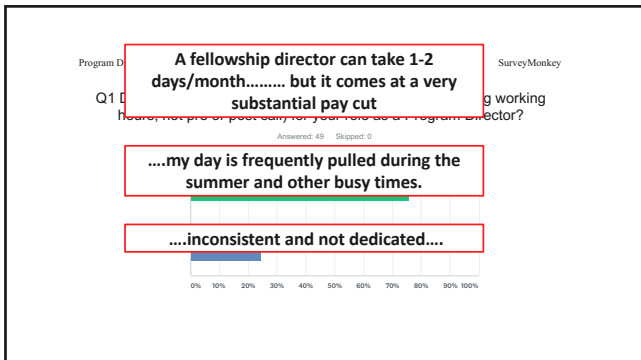 Program D
SurveyMonkey
A fellowship director can take 1-2
days/month……… but it comes at a very
substantial pay cut
Q1 D
g working
hours, not pre or post call) for your role as a Program Director?
Answered: 49 Skipped: 0
….my day is frequently pulled during the
summer and other busy times.
….inconsistent and not dedicated….
0% 10% 20% 30% 40% 50% 60% 70% 80% 90% 100%